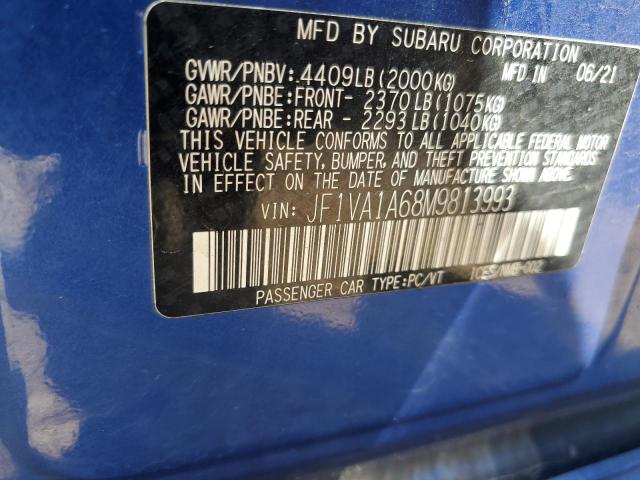 MFD BY SUBARU CORPORATION
GVWR/PNBV: 4409LB(2000KG) MFD IN 06/21
GAWR/PNBE:FRONT- 2370LB(1075KG)
GAWR/PNBE:REAR - 2293LB(1040KG)
THIS VEHICLE CONFORMS TO ALL APPLICABLE FEDERAL MOTOR
VEHICLE SAFETY, BUMPER, AND THEFT PREVENTION STANDARDS
IN EFFECT ON THE DATE OF MANUFACTURE SHOWN ABOVE.
VIN: JF1VA1A68M9813993
PASSENGER CAR TYPE:PC/VT